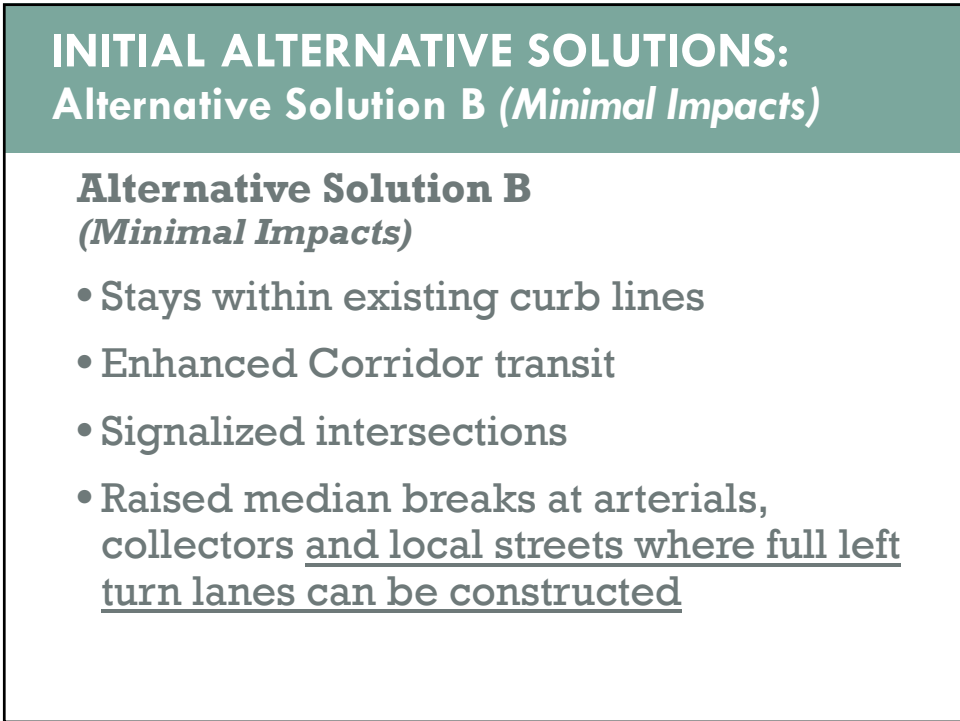 INITIAL ALTERNATIVE SOLUTIONS:
Alternative Solution B (Minimal Impacts)
Alternative Solution B
(Minimal Impacts)
• Stays within existing curb lines
• Enhanced Corridor transit
• Signalized intersections
• Raised median breaks at arterials,
collectors and local streets where full left
turn lanes can be constructed